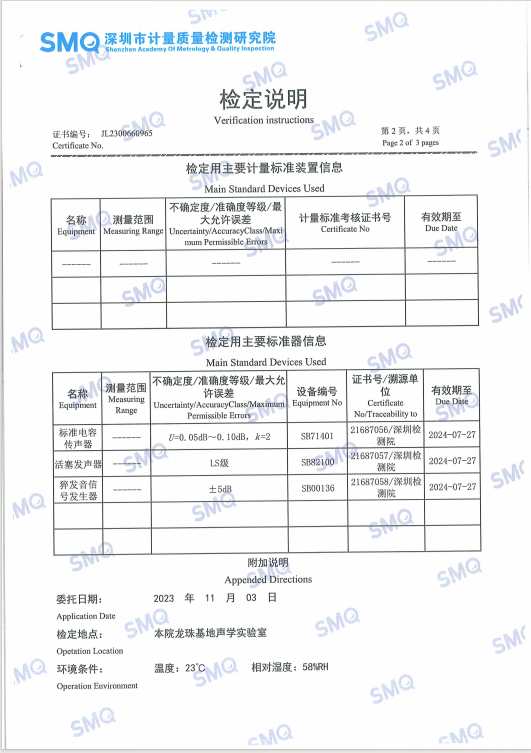 SMQ 深圳市计量质量检测研究院
Shenzhen Academy Of Metrology & Quality Inspection
检定说明
Verification instructions
证书编号: JL2300660965
Certificate No.
第 2 页，共 4 页
Page 2 of 3 pages
检定用主要计量标准装置信息
Main Standard Devices Used
名称
Equipment
测量范围
Measuring Range
不确定度/准确度等级/最
大允许误差
Uncertainty/AccuracyClass/Maxi
mum Permissible Errors
计量标准考核证书号
Certificate No
有效期至
Due Date
------ ------ ------ ------ ------
检定用主要标准器信息
Main Standard Devices Used
名称
Equipment
测量范围
Measuring
Range
不确定度/准确度等级/最大允
许误差
Uncertainty/AccuracyClass/Maximum
Permissible Errors
设备编号
Equipment No
证书号/溯源单
位
Certificate
No/Traceability to
有效期至
Due Date
标准电容
传声器
------
U=0.05dB～0.10dB，k=2
SB71401
21687056/深圳检
测院
2024-07-27
活塞发声器
------
LS级
SB82100
21687057/深圳检
测院
2024-07-27
猝发音信
号发生器
------
±5dB
SB00136
21687058/深圳检
测院
2024-07-27
附加说明
Appended Directions
委托日期: 2023 年 11 月 03 日
Application Date
检定地点: 本院龙珠基地声学实验室
Opetation Location
环境条件: 温度: 23℃ 相对湿度: 58%RH
Operation Environment